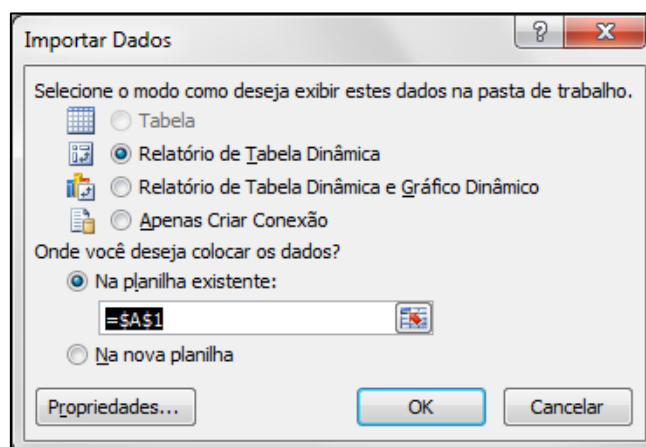 Importar Dados
Selecione o modo como deseja exibir estes dados na pasta de trabalho.
Tabela
Relatório de Tabela Dinâmica
Relatório de Tabela Dinâmica e Gráfico Dinâmico
Apenas Criar Conexão
Onde você deseja colocar os dados?
Na planilha existente:
=$A$1
Na nova planilha
Propriedades... OK Cancelar